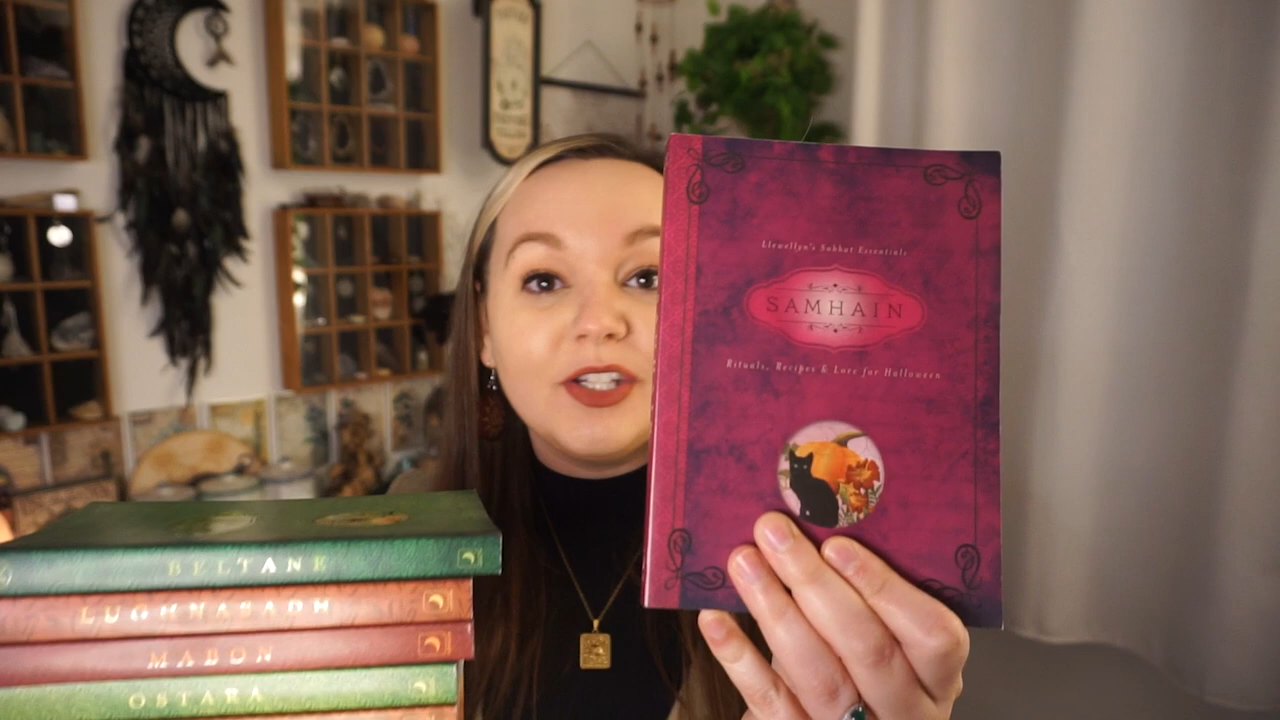 Llewellyn's Sabbat Essentials
SAMHAIN
Rituals, Recipes & Lore for Halloween
BELTANE
LUGHNASADH
MABON
OSTARA